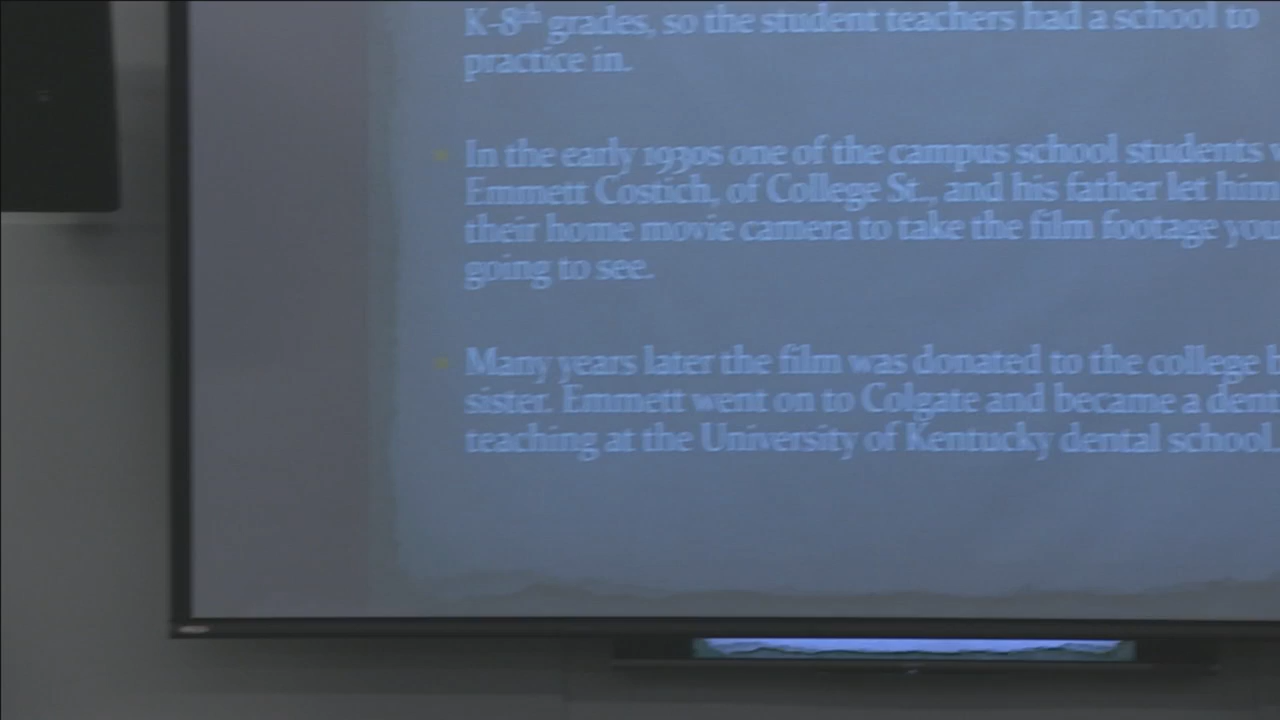 K-8th grades, so the student teachers had a school to
practice in.
In the early 1930s one of the campus school students
Emmett Costich, of College St., and his father let him
their home movie camera to take the film footage you
going to see.
Many years later the film was donated to the college
sister. Emmett went on to Colgate and became a
teaching at the University of Kentucky dental school.